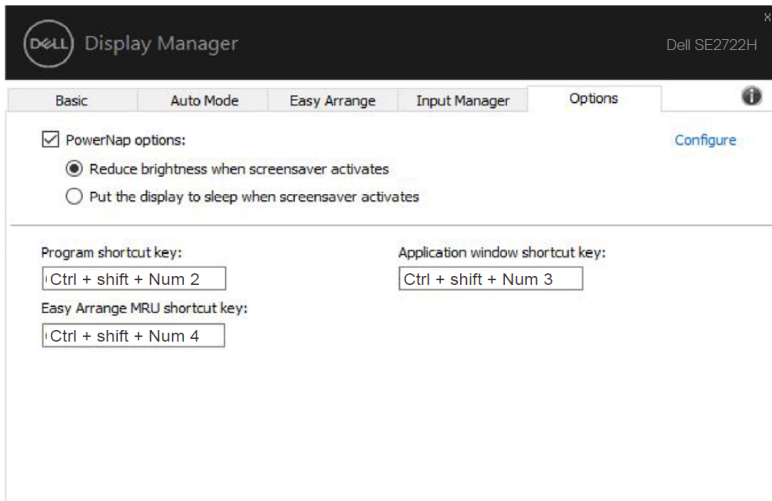 DELL Display Manager
Dell SE2722H
Basic Auto Mode Easy Arrange Input Manager Options
PowerNap options:
Configure
Reduce brightness when screensaver activates
Put the display to sleep when screensaver activates
Program shortcut key:
Application window shortcut key:
Ctrl + shift + Num 2
Ctrl + shift + Num 3
Easy Arrange MRU shortcut key:
Ctrl + shift + Num 4